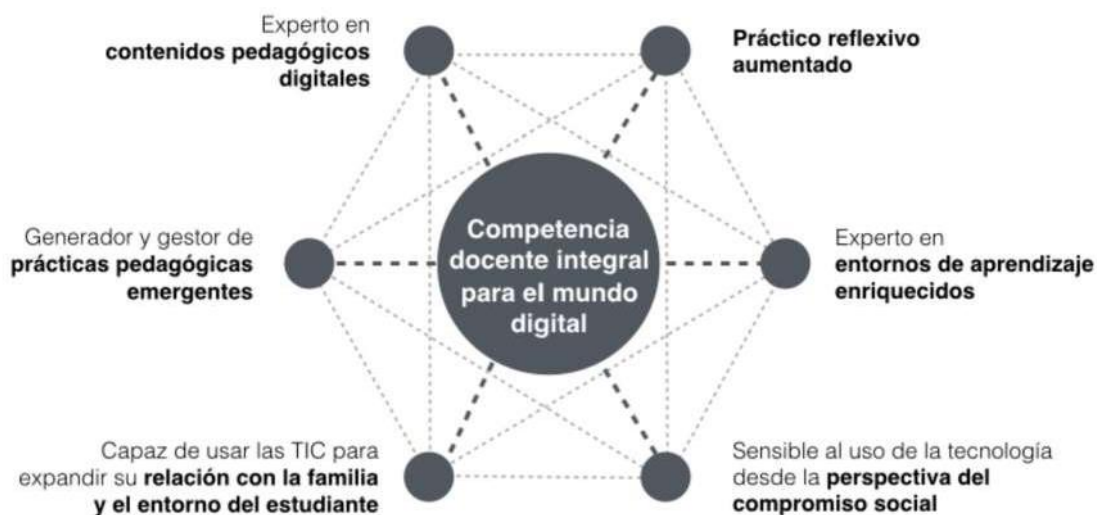 Experto en
contenidos pedagógicos
digitales
Práctico reflexivo
aumentado
Generador y gestor de
prácticas pedagógicas
emergentes
Competencia
docente integral
para el mundo
digital
Experto en
entornos de aprendizaje
enriquecidos
Capaz de usar las TIC para
expandir su relación con la familia
y el entorno del estudiante
Sensible al uso de la tecnología
desde la perspectiva del
compromiso social